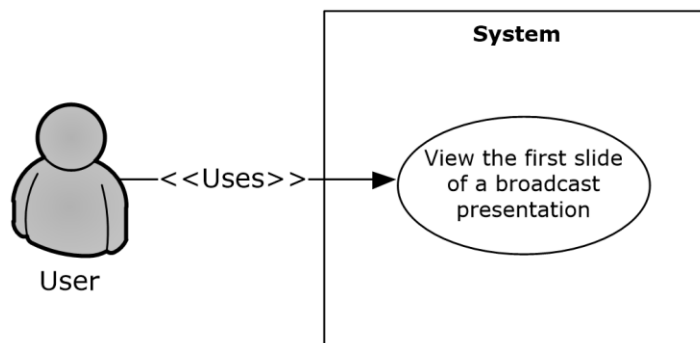 System
<<Uses>>
View the first slide
of a broadcast
presentation
User